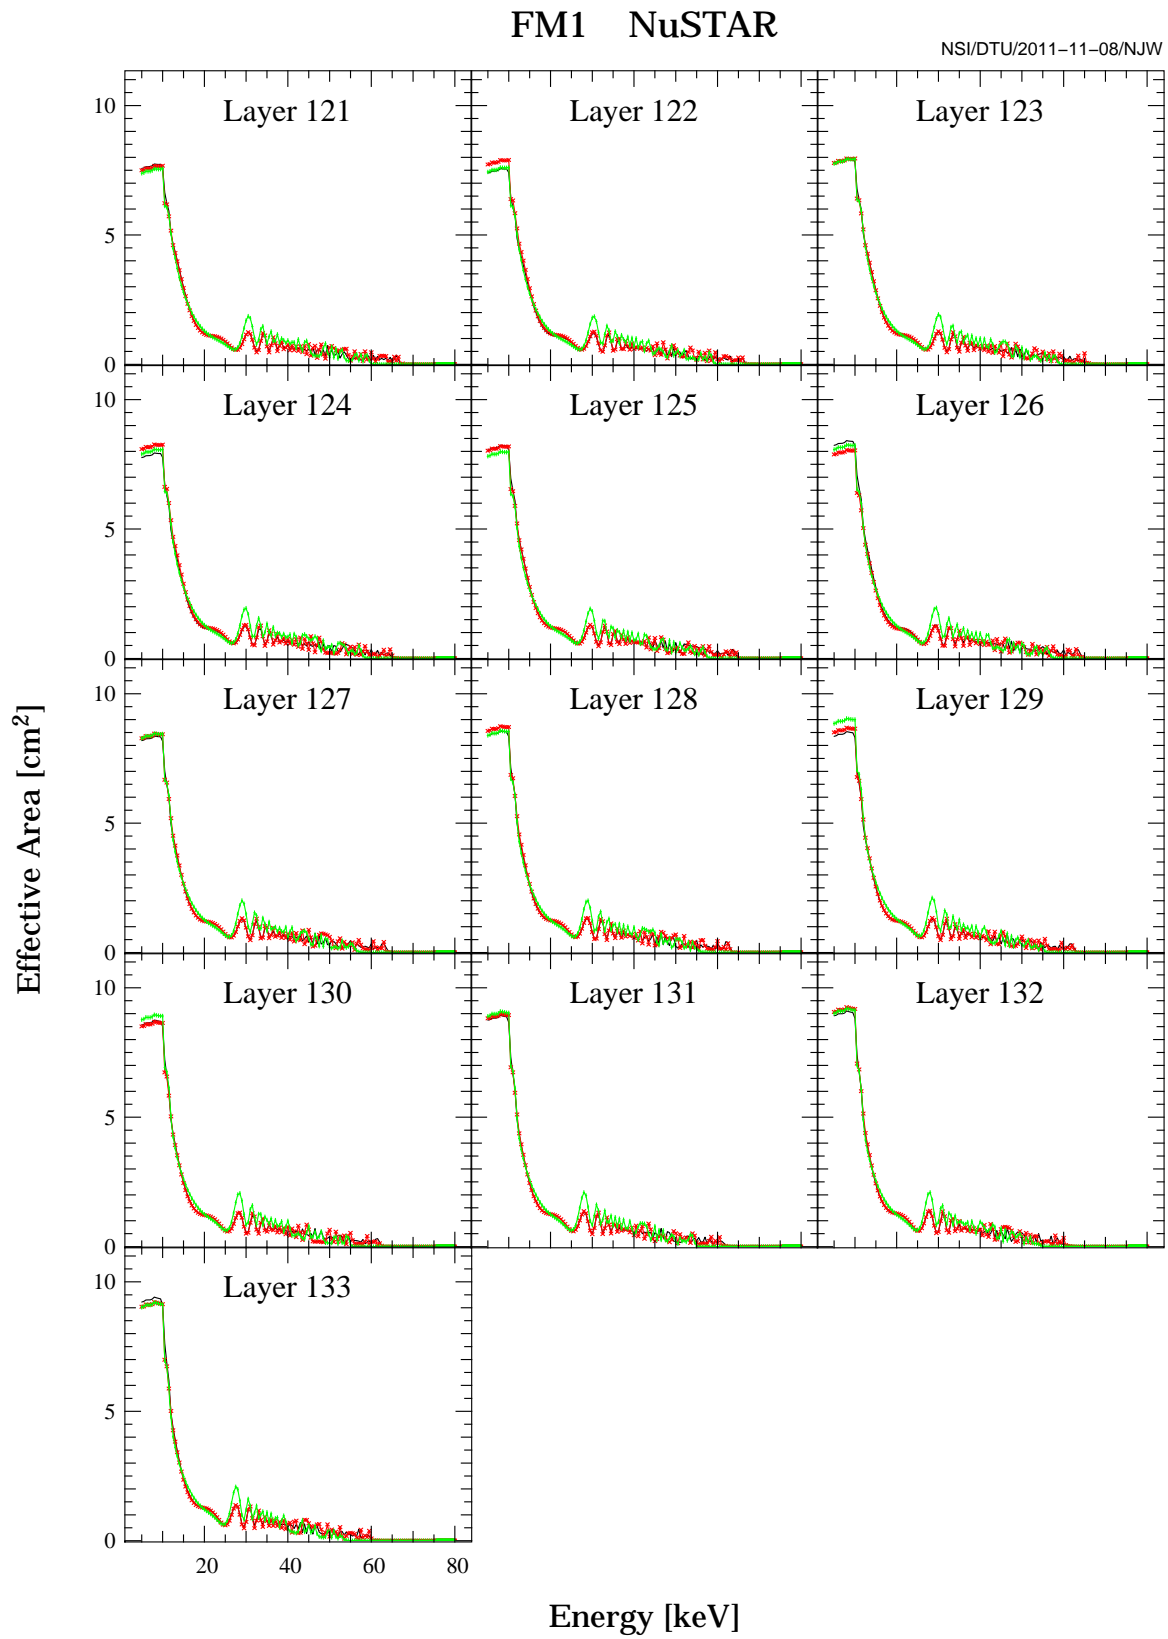 FM1 NuSTAR
NSI/DTU/2011−11−08/NJW
Layer 121 Layer 122 Layer 123
10
5
0
Layer 124 Layer 125 Layer 126
10
5
0
Layer 127 Layer 128 Layer 129
10
5
0
Layer 130 Layer 131 Layer 132
10
5
0
Layer 133
10
5
0
20 40 60 80
Effective Area [cm²]
Energy [keV]